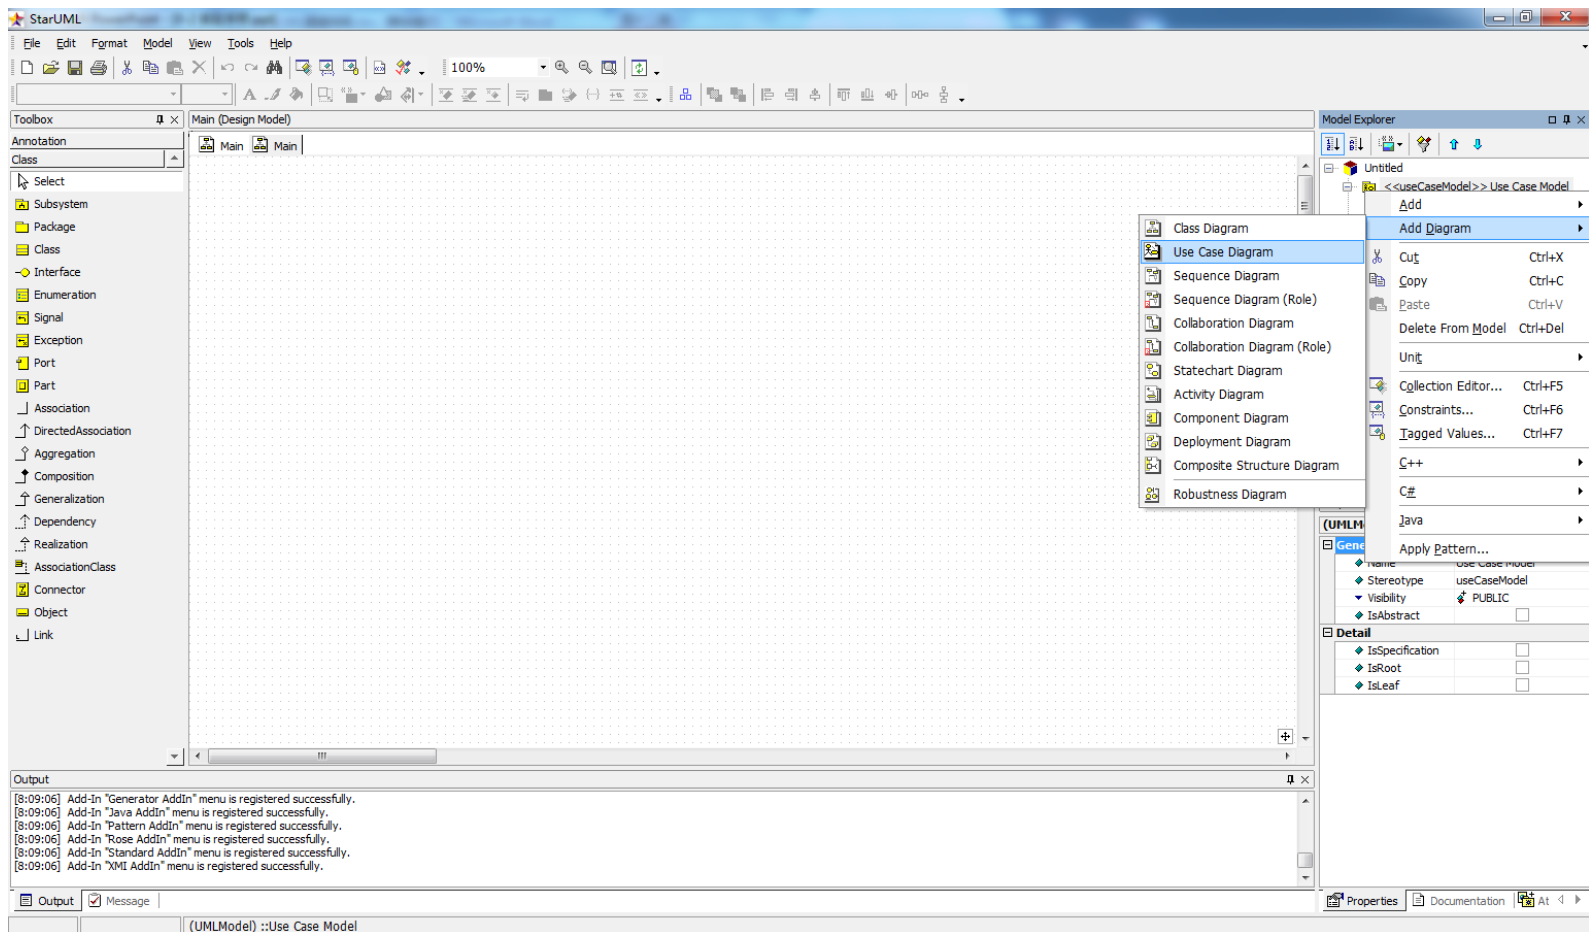 StarUML
File Edit Format Model View Tools Help
100%
Toolbox
Main (Design Model)
Model Explorer
Annotation
Class
Main Main
Select
Subsystem
Package
Class
Interface
Enumeration
Signal
Exception
Port
Part
Association
DirectedAssociation
Aggregation
Composition
Generalization
Dependency
Realization
AssociationClass
Connector
Object
Link
Untitled
<<useCaseModel>> Use Case Model
Add
Add Diagram
Cut Ctrl+X
Copy Ctrl+C
Paste Ctrl+V
Delete From Model Ctrl+Del
Unit
Collection Editor... Ctrl+F5
Constraints... Ctrl+F6
Tagged Values... Ctrl+F7
C++
C#
Java
Apply Pattern...
Class Diagram
Use Case Diagram
Sequence Diagram
Sequence Diagram (Role)
Collaboration Diagram
Collaboration Diagram (Role)
Statechart Diagram
Activity Diagram
Component Diagram
Deployment Diagram
Composite Structure Diagram
Robustness Diagram
(UMLM
Gene
Name Use Case Model
Stereotype useCaseModel
Visibility PUBLIC
IsAbstract
Detail
IsSpecification
IsRoot
IsLeaf
Output
[8:09:06] Add-In "Generator AddIn" menu is registered successfully.
[8:09:06] Add-In "Java AddIn" menu is registered successfully.
[8:09:06] Add-In "Pattern AddIn" menu is registered successfully.
[8:09:06] Add-In "Rose AddIn" menu is registered successfully.
[8:09:06] Add-In "Standard AddIn" menu is registered successfully.
[8:09:06] Add-In "XMI AddIn" menu is registered successfully.
Output Message
Properties Documentation At
(UMLModel) ::Use Case Model